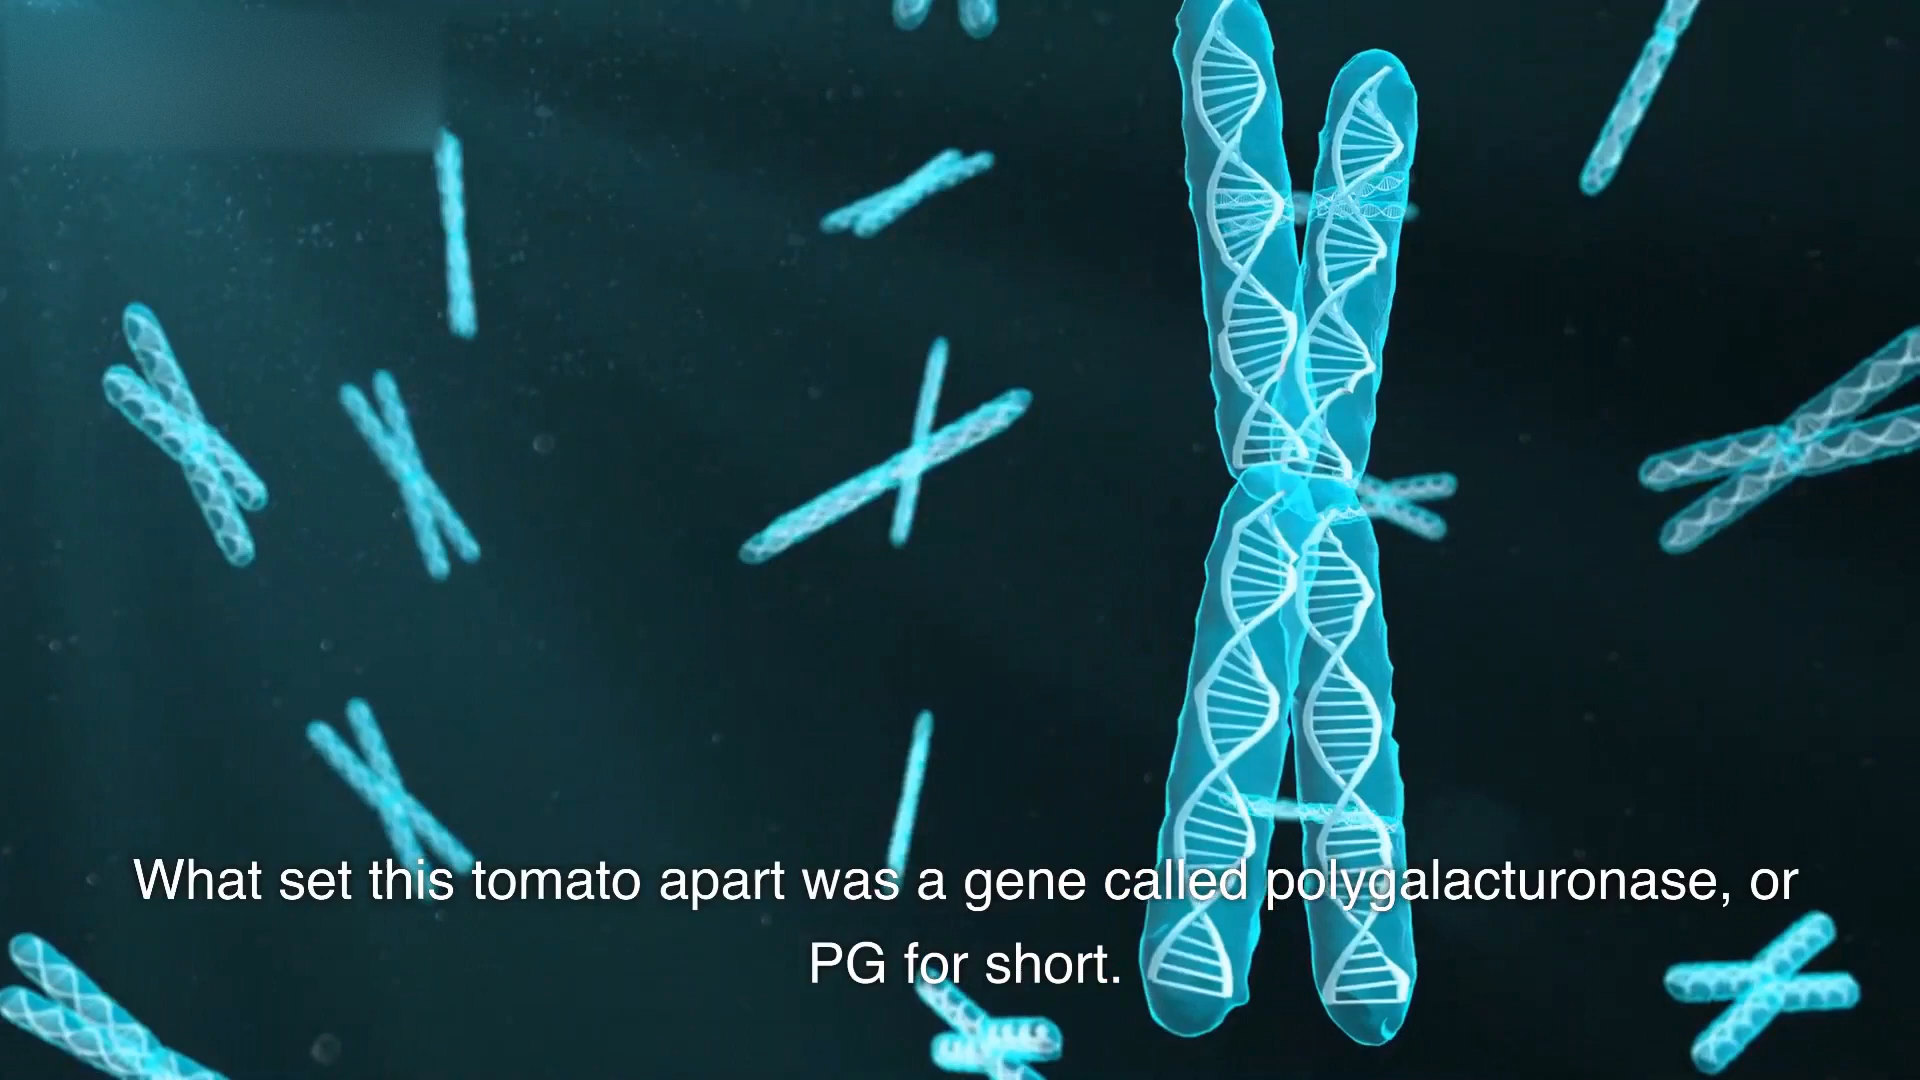 What set this tomato apart was a gene called polygalacturonase, or
PG for short.